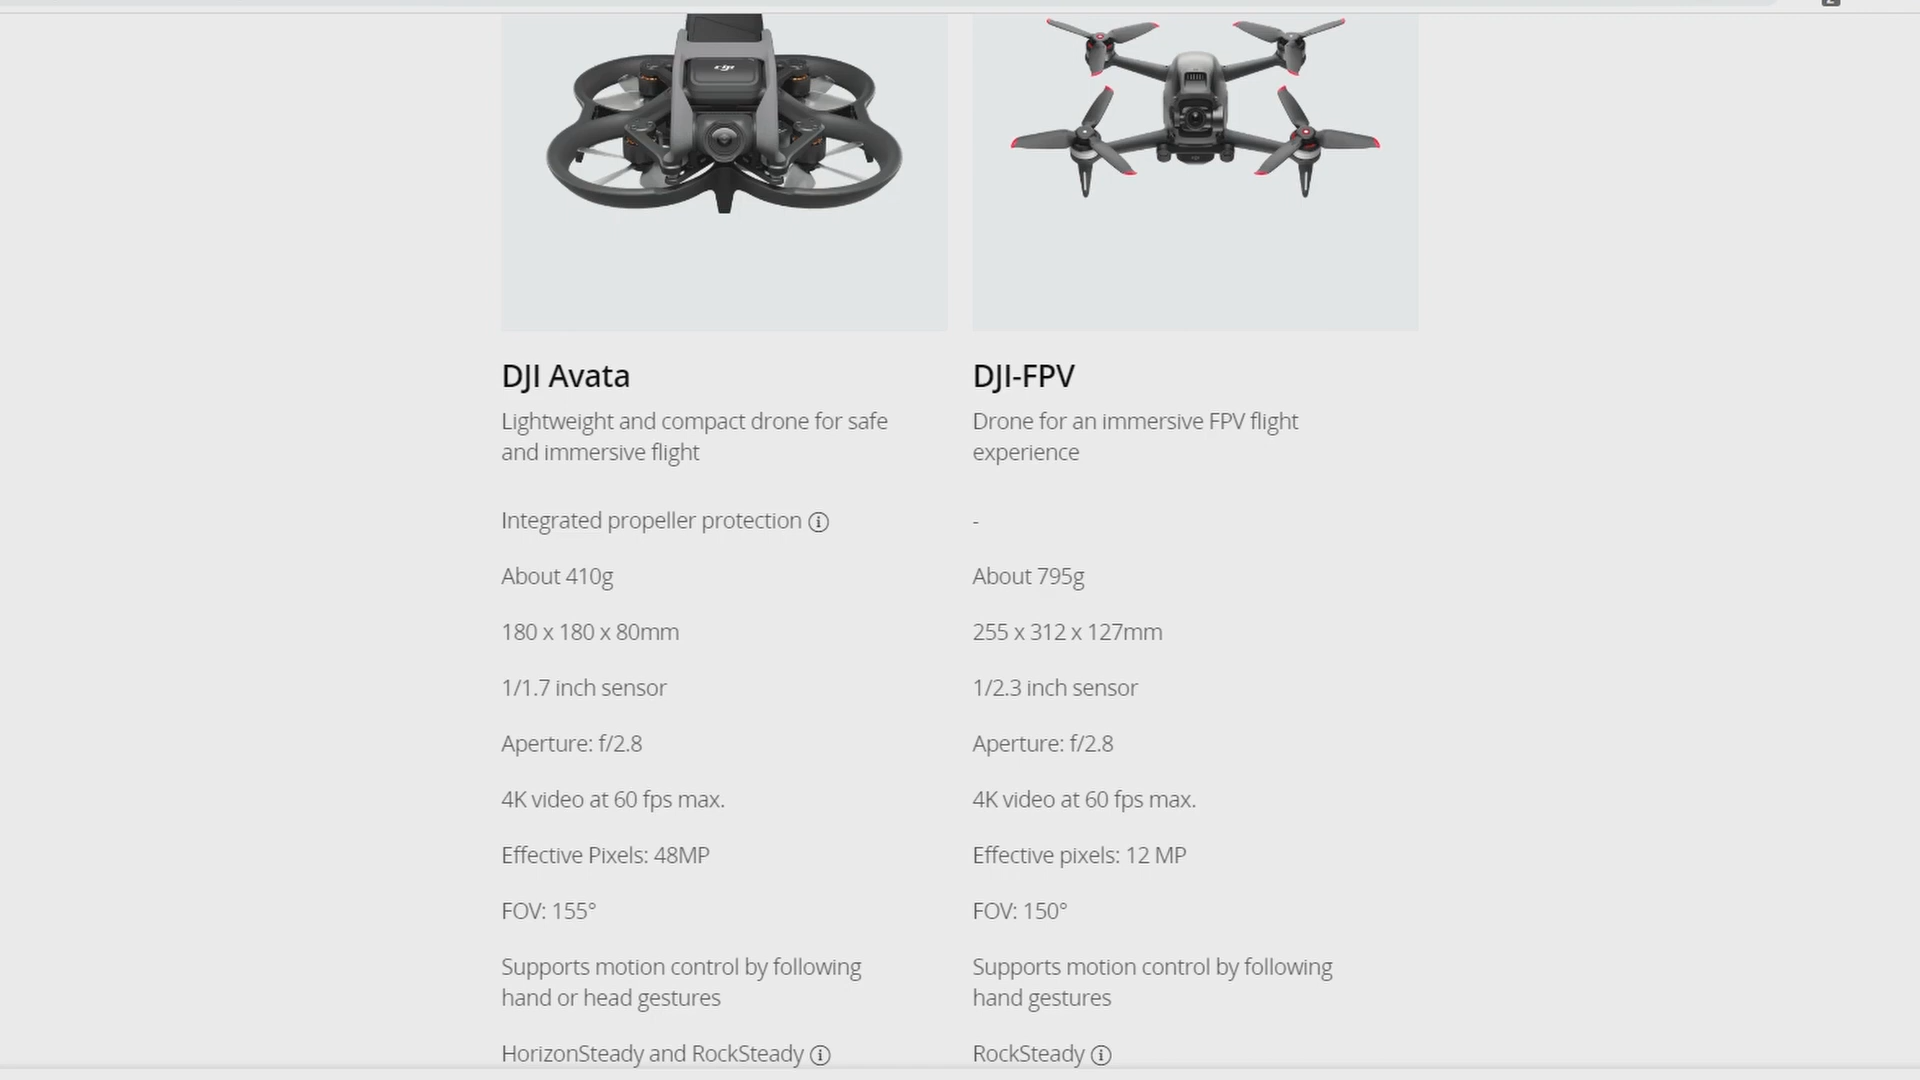 dji
DJI Avata
Lightweight and compact drone for safe
and immersive flight
Integrated propeller protection ⓘ
About 410g
180 x 180 x 80mm
1/1.7 inch sensor
Aperture: f/2.8
4K video at 60 fps max.
Effective Pixels: 48MP
FOV: 155°
Supports motion control by following
hand or head gestures
HorizonSteady and RockSteady ⓘ
DJI-FPV
Drone for an immersive FPV flight
experience
-
About 795g
255 x 312 x 127mm
1/2.3 inch sensor
Aperture: f/2.8
4K video at 60 fps max.
Effective pixels: 12 MP
FOV: 150°
Supports motion control by following
hand gestures
RockSteady ⓘ